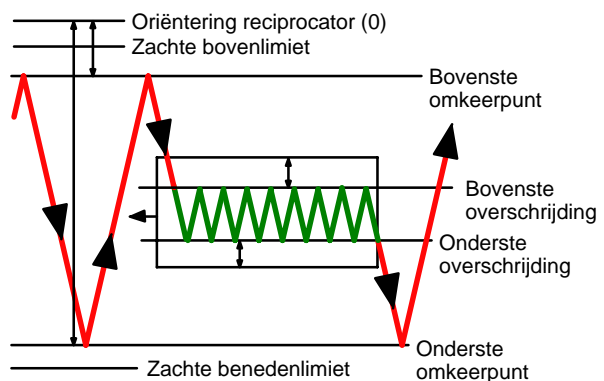 Oriëntering reciprocator (0)
Zachte bovenlimiet
Bovenste
omkeerpunt
Bovenste
overschrijding
Onderste
overschrijding
Onderste
omkeerpunt
Zachte benedenlimiet